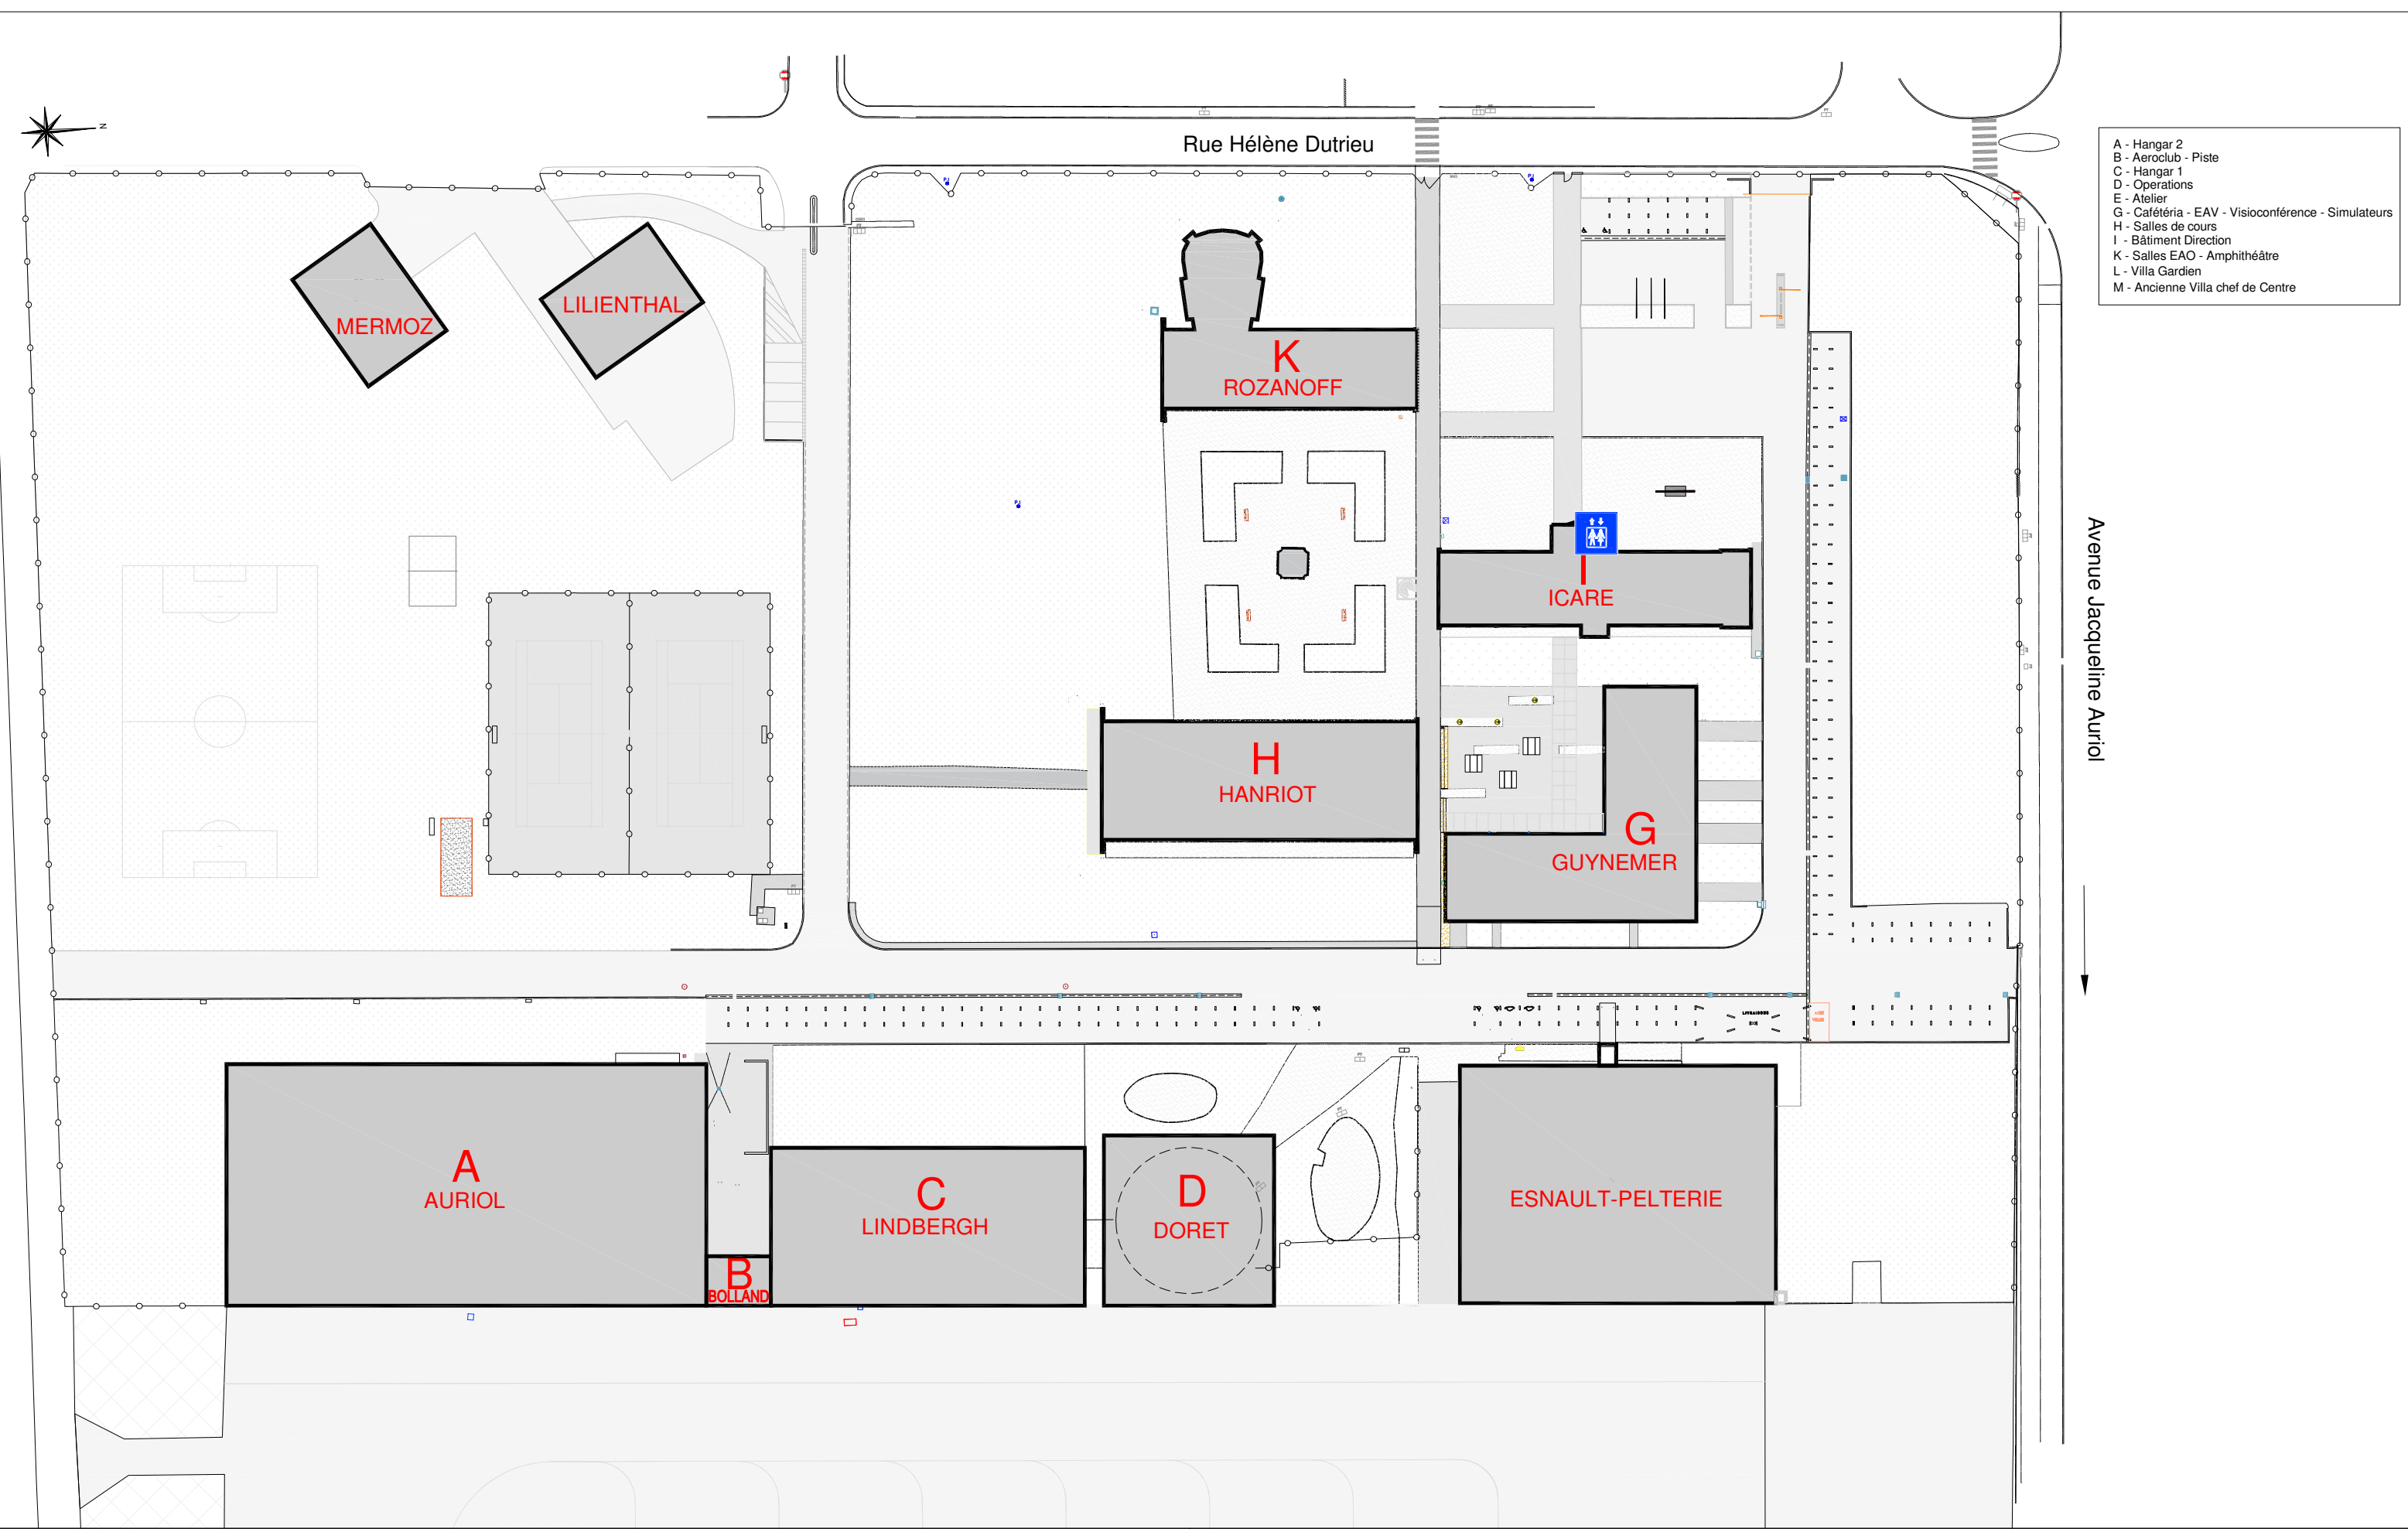 Rue Hélène Dutrieu
N
A - Hangar 2
B - Aeroclub - Piste
C - Hangar 1
D - Operations
E - Atelier
G - Cafétéria - EAV - Visioconférence - Simulateurs
H - Salles de cours
I - Bâtiment Direction
K - Salles EAO - Amphithéâtre
L - Villa Gardien
M - Ancienne Villa chef de Centre
MERMOZ
LILIENTHAL
K
ROZANOFF
I
ICARE
Avenue Jacqueline Auriol
H
HANRIOT
G
GUYNEMER
LIVRAISONS
A
AURIOL
B
BOLLAND
C
LINDBERGH
D
DORET
ESNAULT-PELTERIE